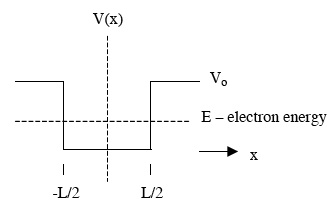 V(x)
Vo
E – electron energy
x
-L/2
L/2